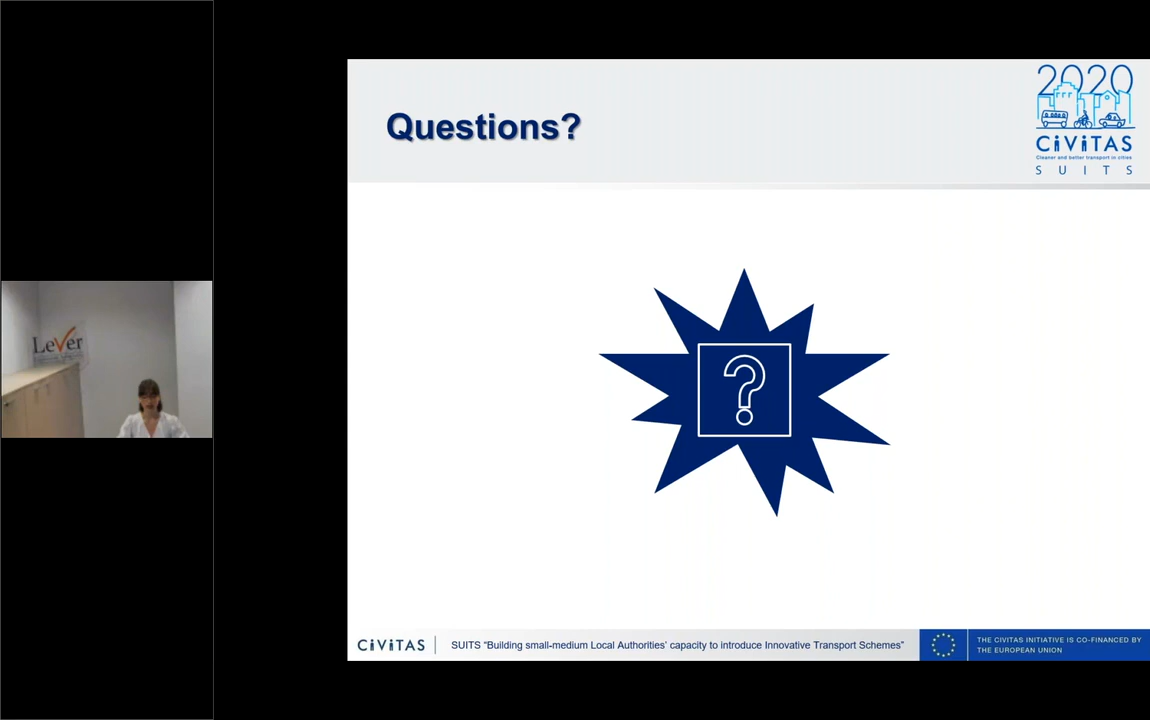 LeVer
Questions?
2020
CiViTAS
Cleaner and better transport in cities
SUITS
?
CiViTAS
SUITS “Building small-medium Local Authorities’ capacity to introduce Innovative Transport Schemes”
THE CIVITAS INITIATIVE IS CO-FINANCED BY
THE EUROPEAN UNION